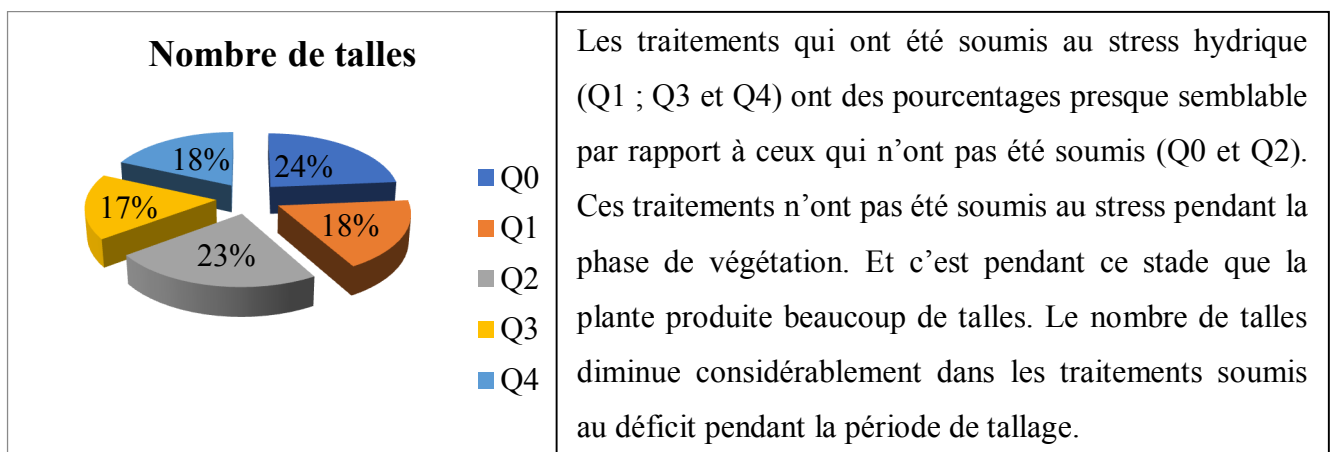 Nombre de talles
24%
18%
23%
17%
18%
Q0
Q1
Q2
Q3
Q4
Les traitements qui ont été soumis au stress hydrique
(Q1 ; Q3 et Q4) ont des pourcentages presque semblable
par rapport à ceux qui n’ont pas été soumis (Q0 et Q2).
Ces traitements n’ont pas été soumis au stress pendant la
phase de végétation. Et c’est pendant ce stade que la
plante produite beaucoup de talles. Le nombre de talles
diminue considérablement dans les traitements soumis
au déficit pendant la période de tallage.